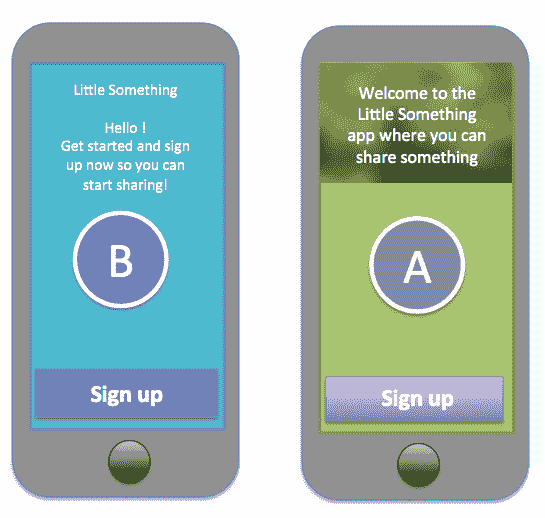 Little Something
Hello !
Get started and sign
up now so you can
start sharing!
B
Sign up
Welcome to the
Little Something
app where you can
share something
A
Sign up